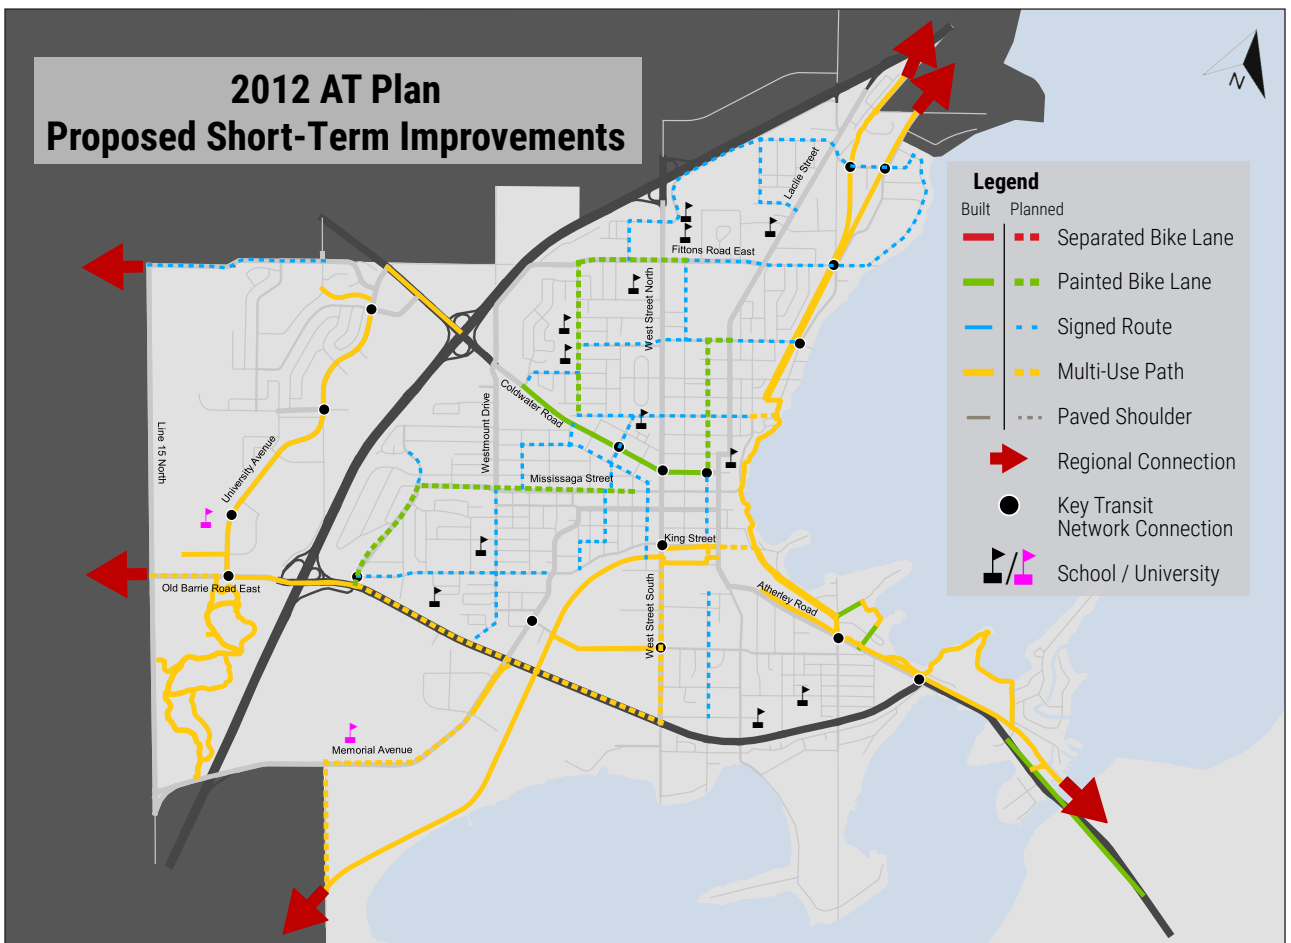 2012 AT Plan
Proposed Short-Term Improvements
N
Legend
Built Planned
Separated Bike Lane
Painted Bike Lane
Signed Route
Multi-Use Path
Paved Shoulder
Regional Connection
Key Transit
Network Connection
/ School / University
Laclie Street
Fittons Road East
West Street North
Coldwater Road
Westmount Drive
Line 15 North
University Avenue
Mississaga Street
King Street
Old Barrie Road East
West Street South
Atherley Road
Memorial Avenue